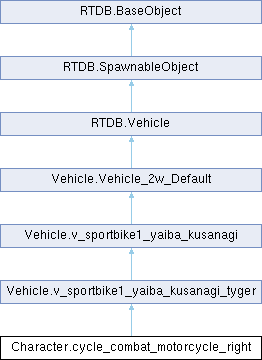 RTDB.BaseObject
RTDB.SpawnableObject
RTDB.Vehicle
Vehicle.Vehicle_2w_Default
Vehicle.v_sportbike1_yaiba_kusanagi
Vehicle.v_sportbike1_yaiba_kusanagi_tyger
Character.cycle_combat_motorcycle_right